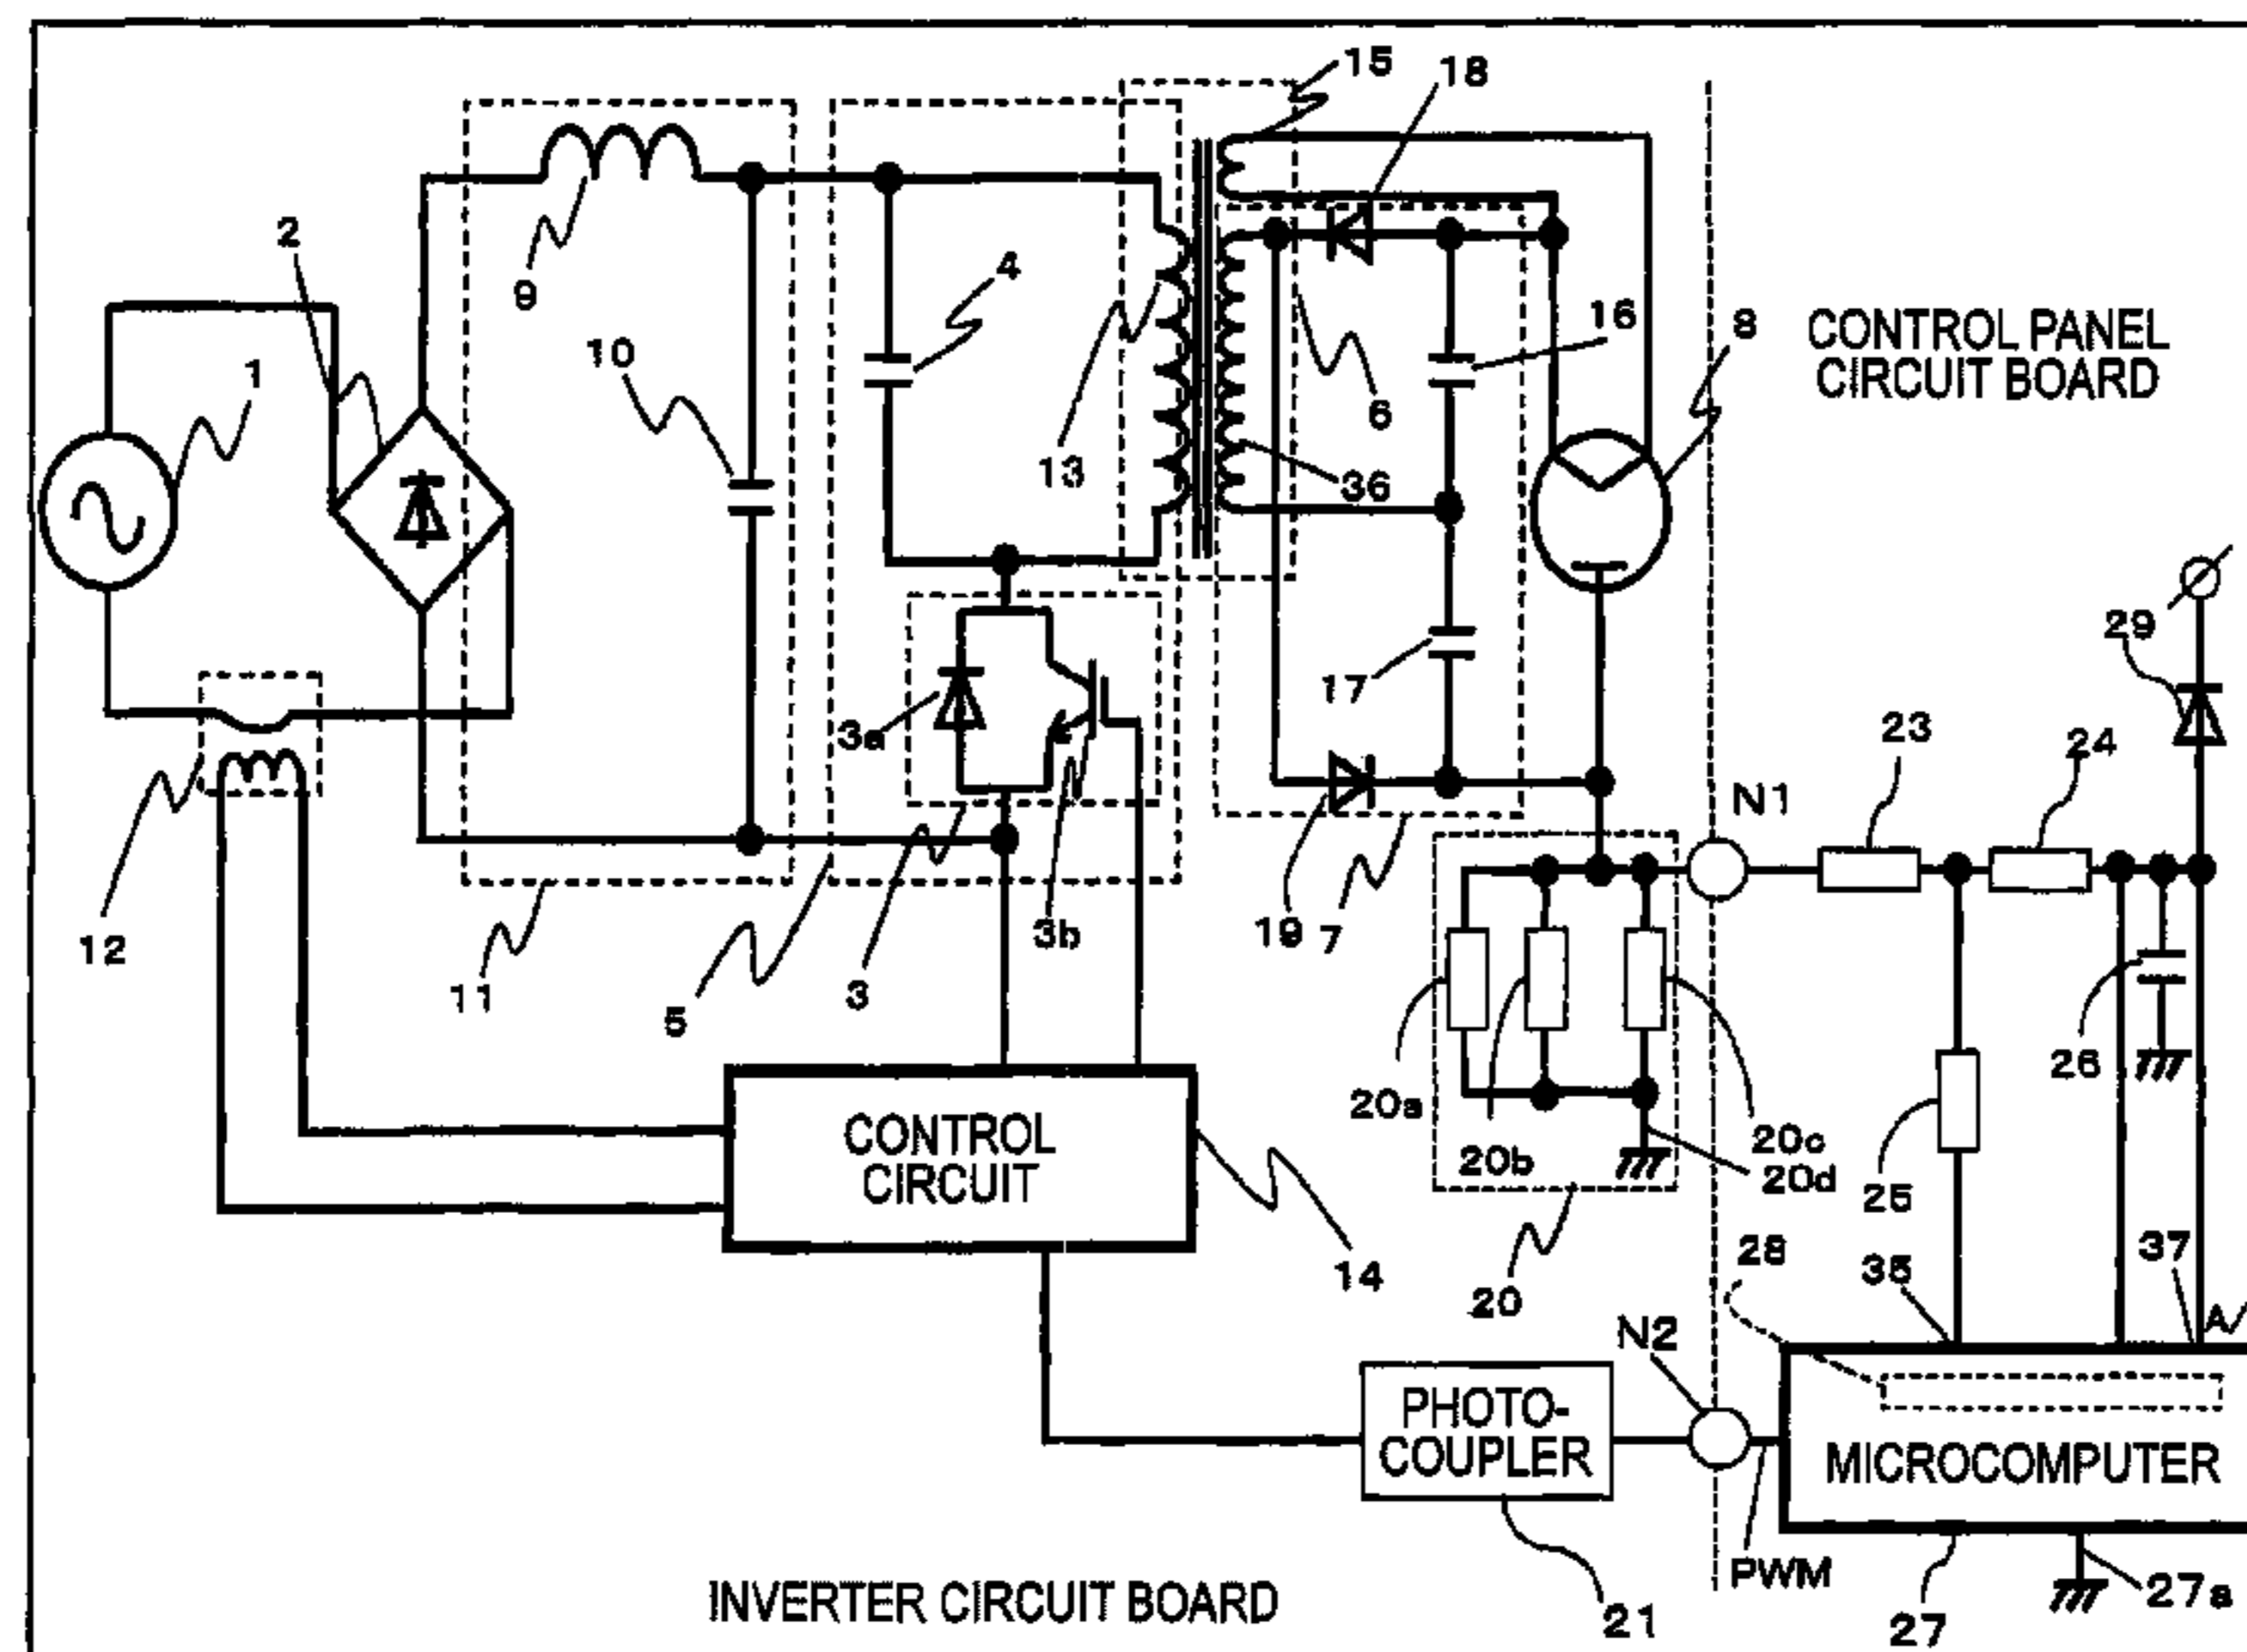 15
18
2
9
4
16
8
CONTROL PANEL
CIRCUIT BOARD
1
10
13
6
36
29
17
3a
23
24
N1
12
11
5
3
3b
19
7
26
20a
20b
20c
20d
25
CONTROL
CIRCUIT
14
20
28
35
37
A
N2
PHOTO-
COUPLER
MICROCOMPUTER
INVERTER CIRCUIT BOARD
21
PWM
27
27a